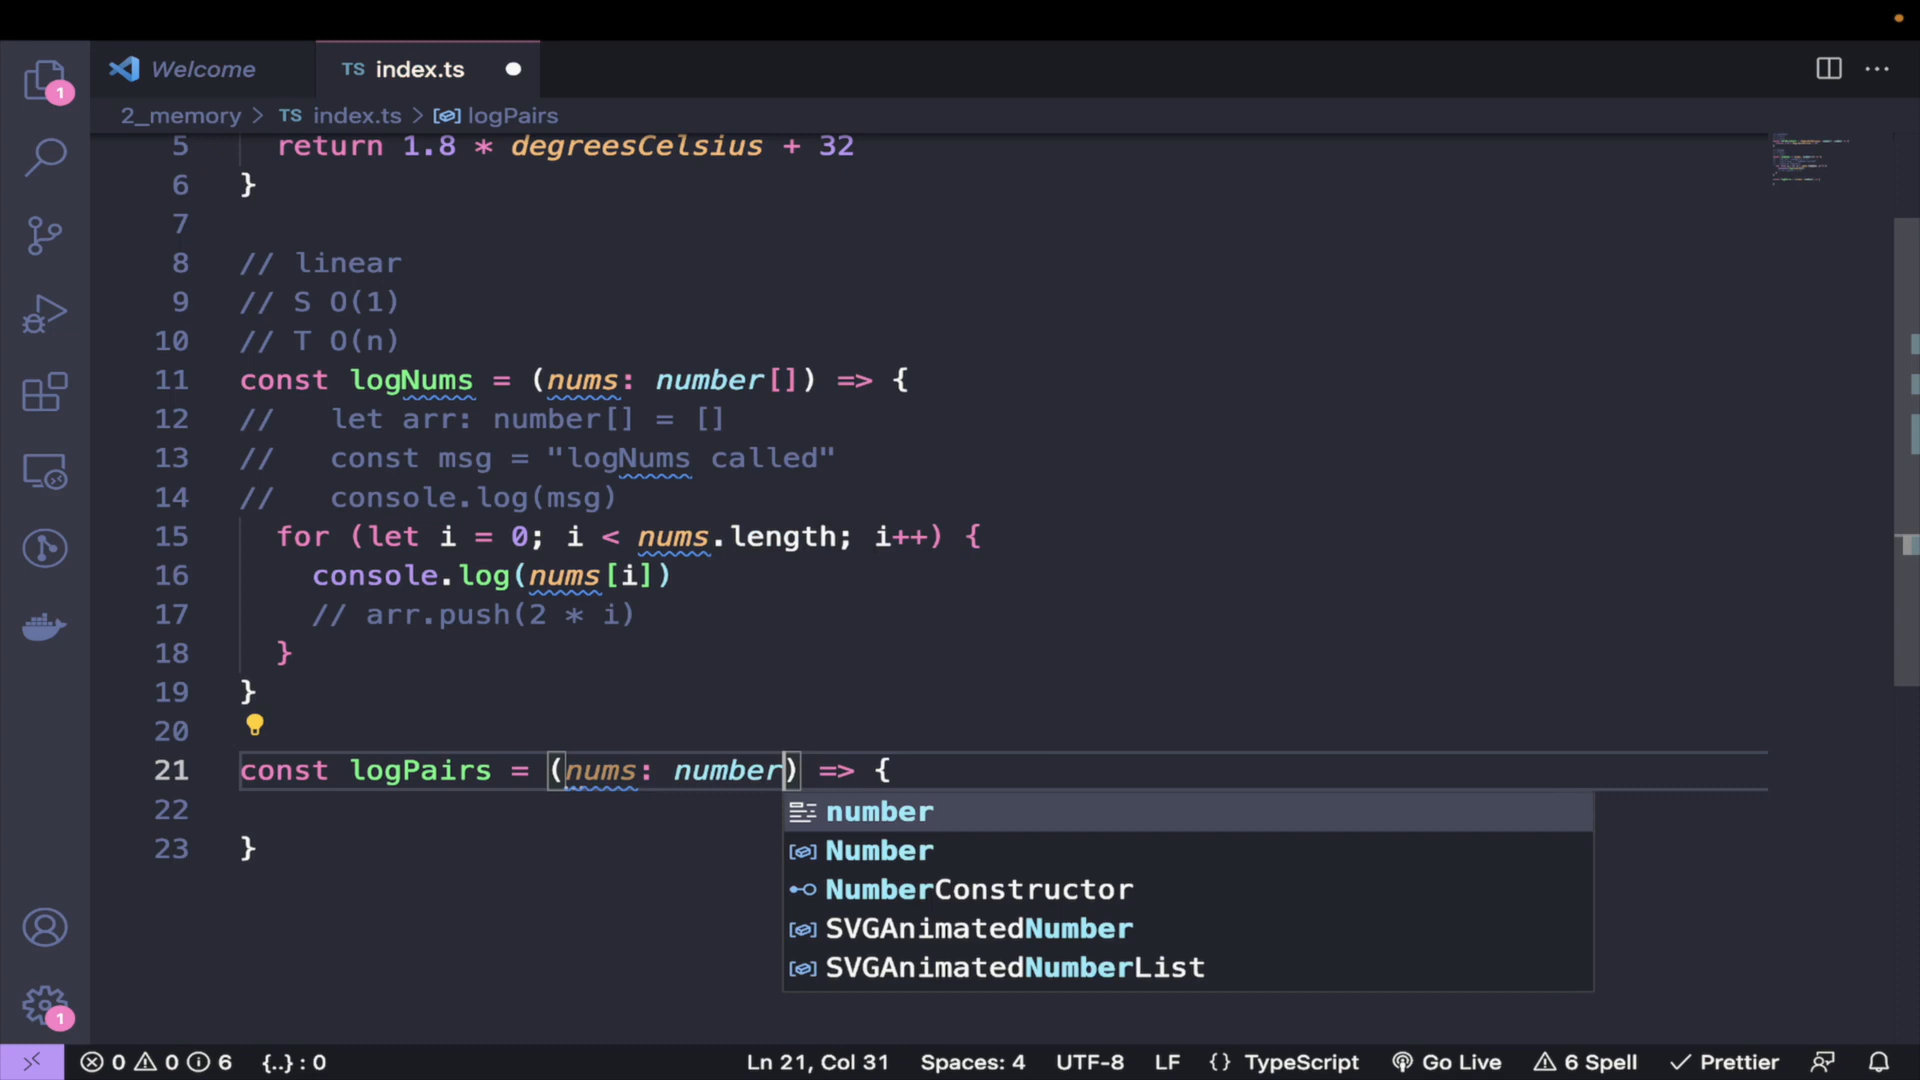 Welcome
TS index.ts
1
2_memory > TS index.ts > logPairs
5 return 1.8 * degreesCelsius + 32
6 }
7
8 // linear
9 // S O(1)
10 // T O(n)
11 const logNums = (nums: number[]) => {
12 // let arr: number[] = []
13 // const msg = "logNums called"
14 // console.log(msg)
15 for (let i = 0; i < nums.length; i++) {
16 console.log(nums[i])
17 // arr.push(2 * i)
18 }
19 }
20
21 const logPairs = (nums: number) => {
22
23 }
number
Number
NumberConstructor
SVGAnimatedNumber
SVGAnimatedNumberList
1
0 0 6 {..} : 0 Ln 21, Col 31 Spaces: 4 UTF-8 LF {} TypeScript Go Live 6 Spell Prettier